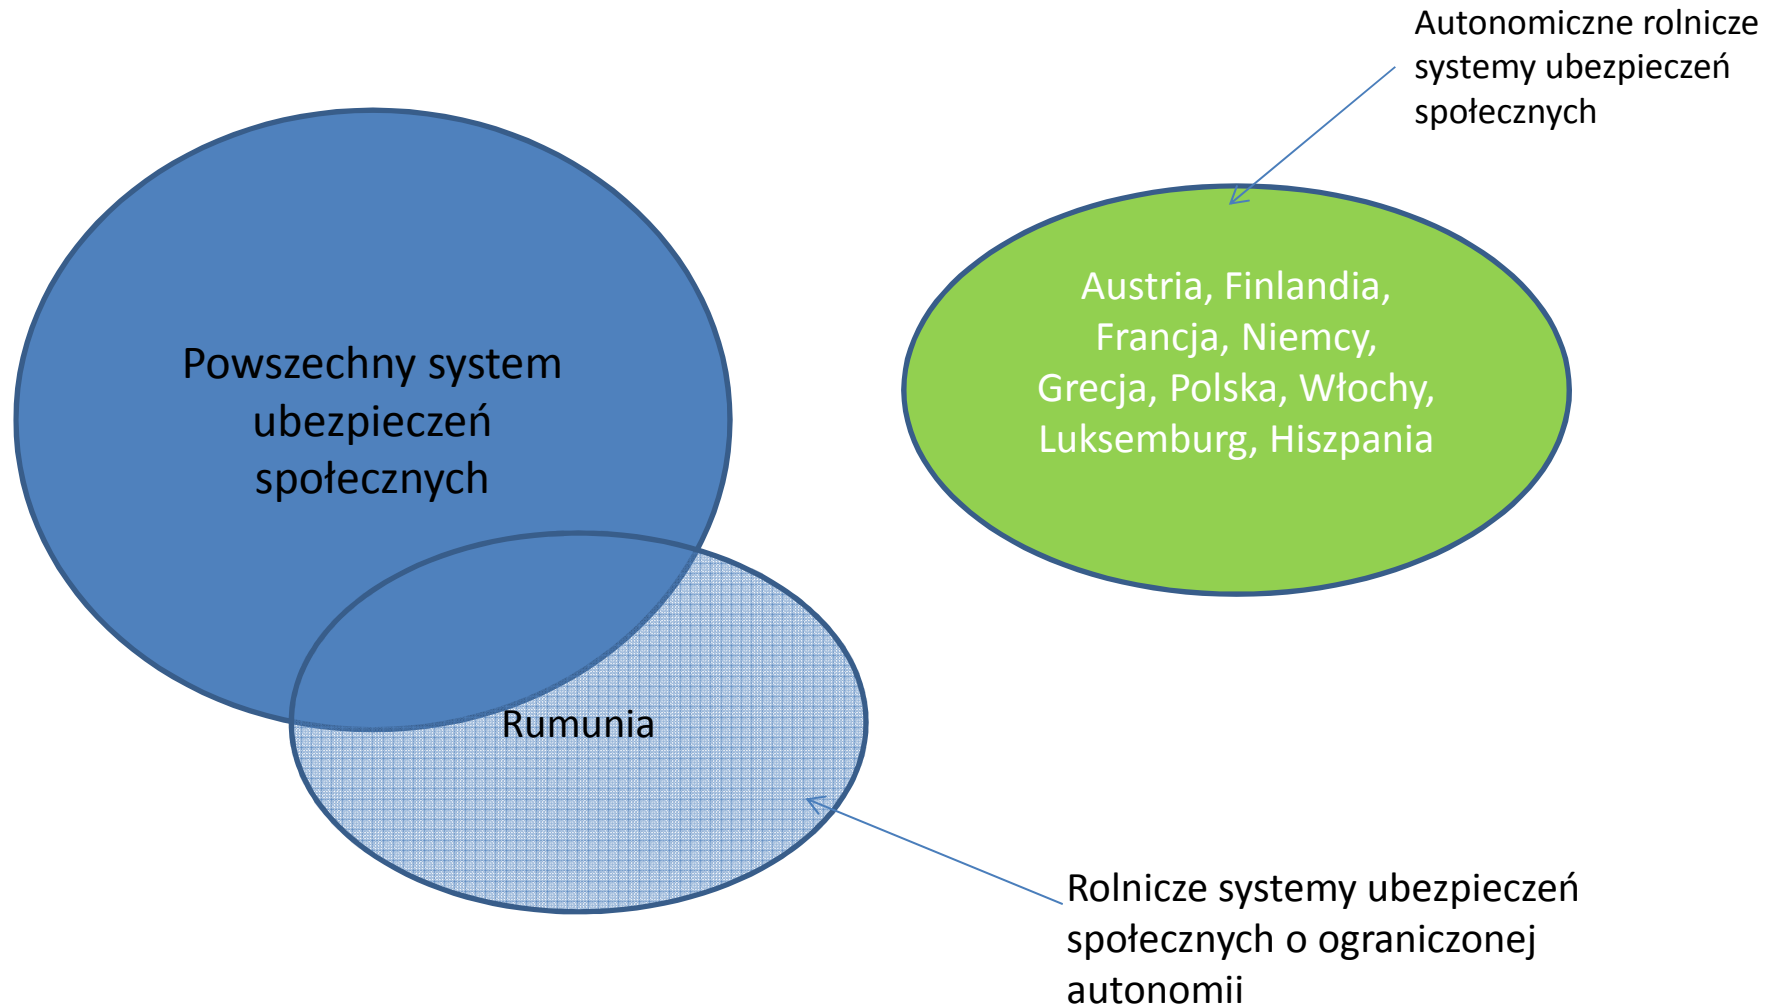 Autonomiczne rolnicze
systemy ubezpieczeń
społecznych
Austria, Finlandia,
Francja, Niemcy,
Grecja, Polska, Włochy,
Luksemburg, Hiszpania
Powszechny system
ubezpieczeń
społecznych
Rumunia
Rolnicze systemy ubezpieczeń
społecznych o ograniczonej
autonomii